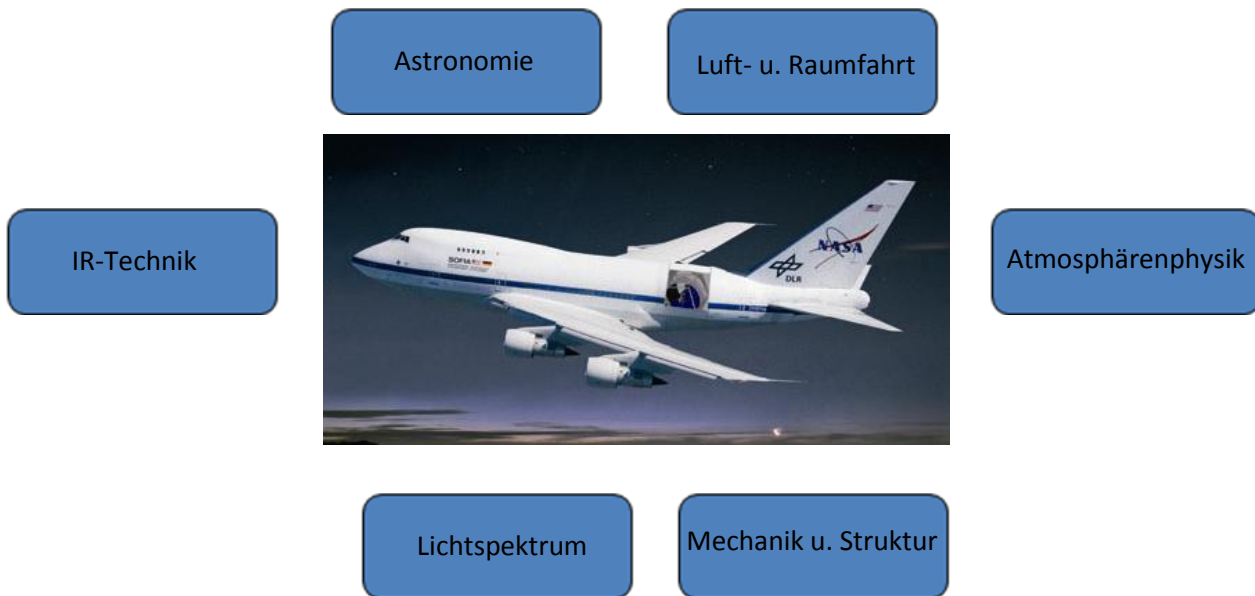 Astronomie
Luft- u. Raumfahrt
IR-Technik
Atmosphärenphysik
NASA
SOFIA
DLR
Lichtspektrum
Mechanik u. Struktur